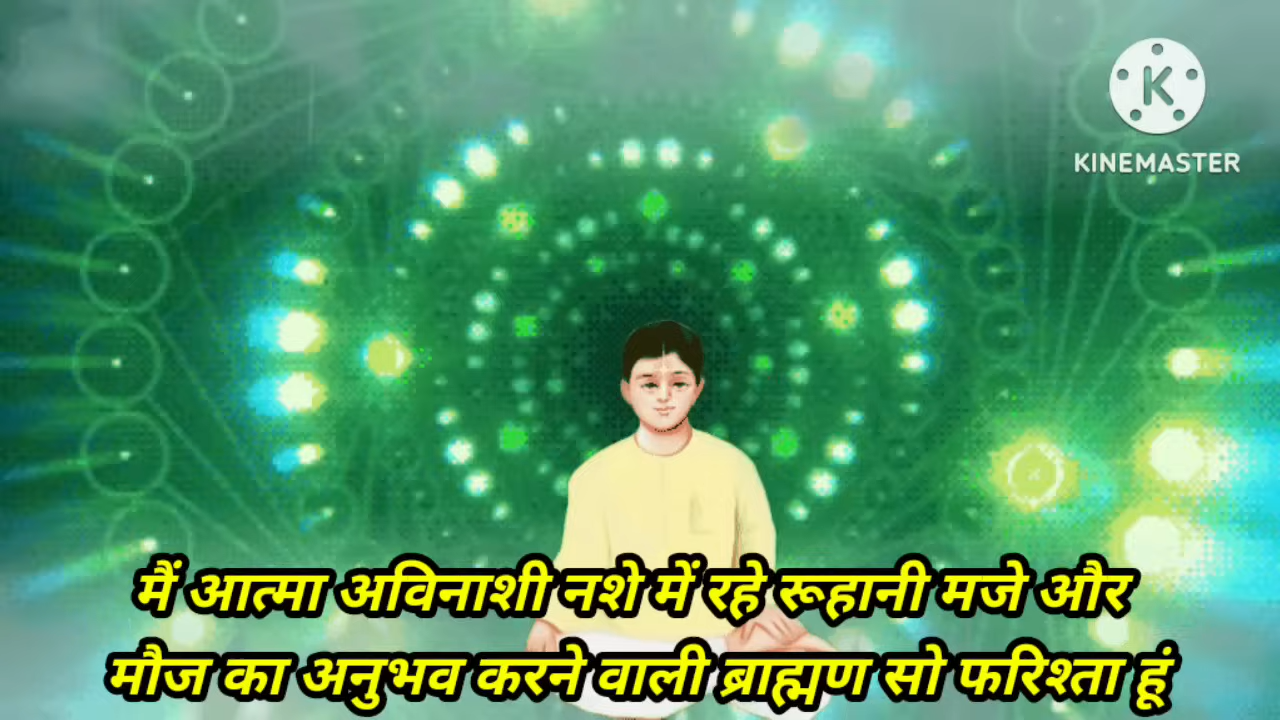 K
KINEMASTER
मैं आत्मा अविनाशी नशे में रहे रूहानी मजे और
मौज का अनुभव करने वाली ब्राह्मण सो फरिश्ता हूं